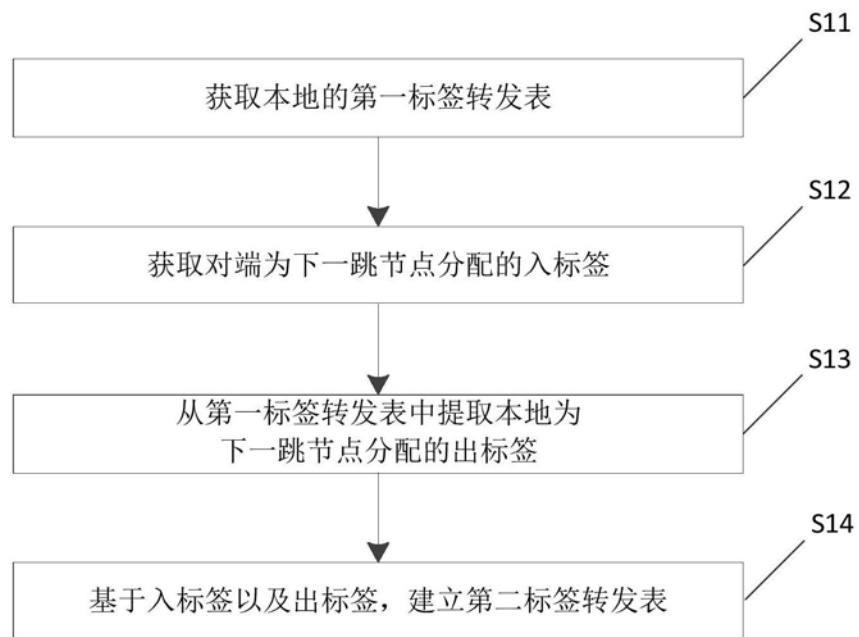 S11
获取本地的第一标签转发表
S12
获取对端为下一跳节点分配的入标签
S13
从第一标签转发表中提取本地为
下一跳节点分配的出标签
S14
基于入标签以及出标签，建立第二标签转发表